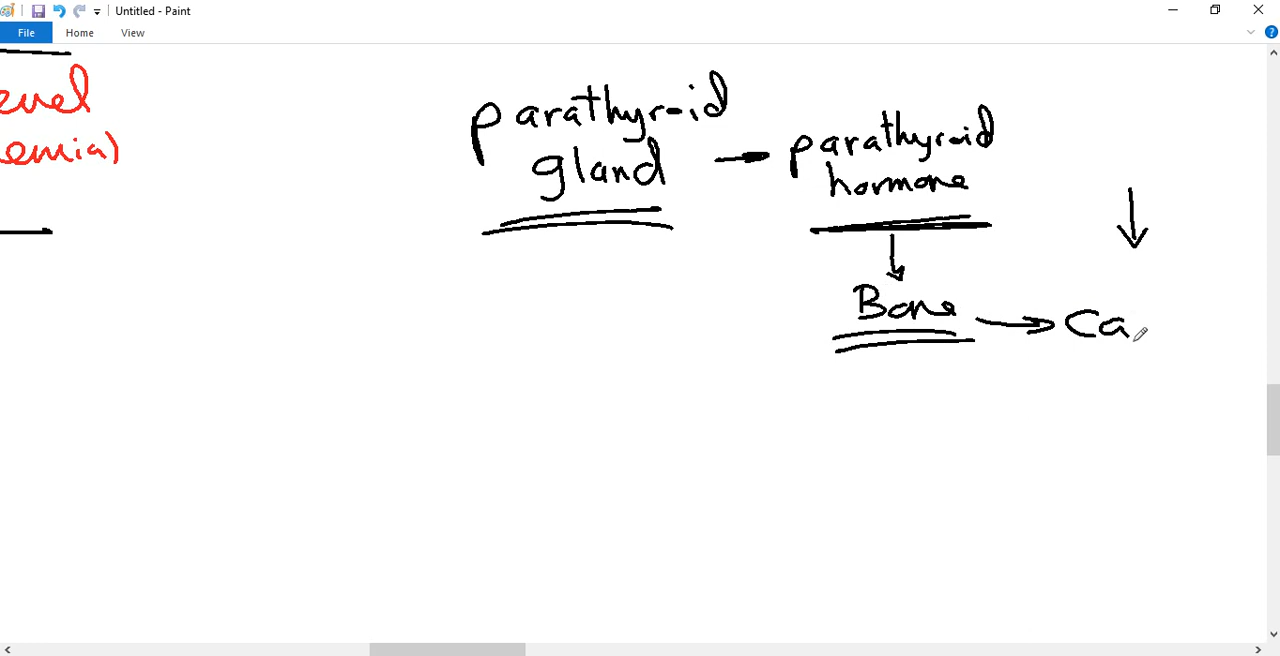 Untitled - Paint
File Home View
evel
emia)
parathyroid
gland
parathyroid
hormone
Bone
Ca